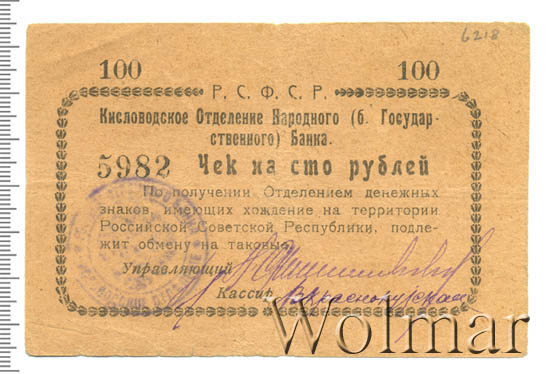 6218
100 100
Р. С. Ф. С. Р.
Кисловодское Отделение Народного (б. Государ-
ственного) Банка.
5982 Чек на сто рублей
По получении Отделением денежных
знаков, имеющих хождение на территории
Российской Советской Республики, подле-
жит обмену на таковые.
Управляющий
Кассир
Wolmar